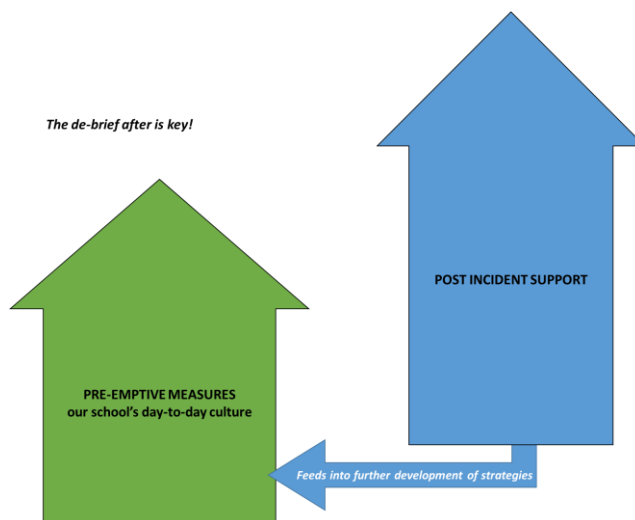 The de-brief after is key!
POST INCIDENT SUPPORT
PRE-EMPTIVE MEASURES
our school's day-to-day culture
Feeds into further development of strategies